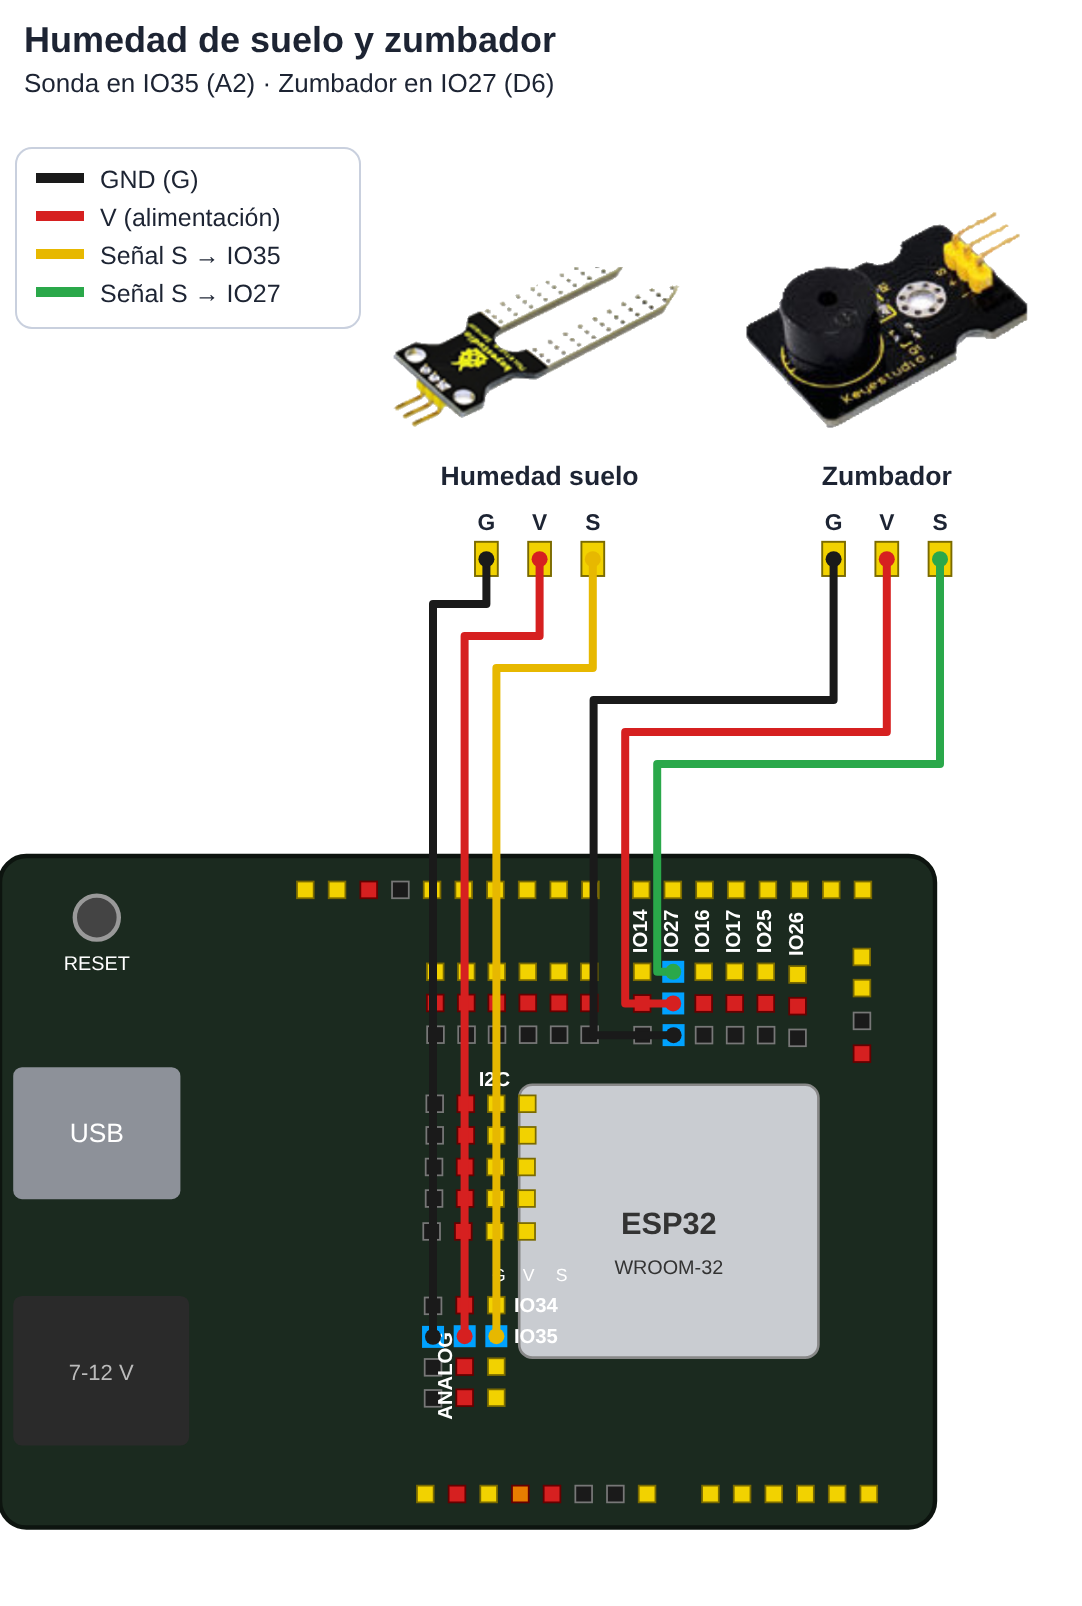 Humedad de suelo y zumbador
Sonda en IO35 (A2) · Zumbador en IO27 (D6)
GND (G)
V (alimentación)
Señal S → IO35
Señal S → IO27
Keyestudio
Humedad suelo
Zumbador
G V S
G V S
RESET
IO14 IO27 IO16 IO17 IO25 IO26
I2C
USB
ESP32
WROOM-32
G V S
IO34
IO35
ANALOG
7-12 V